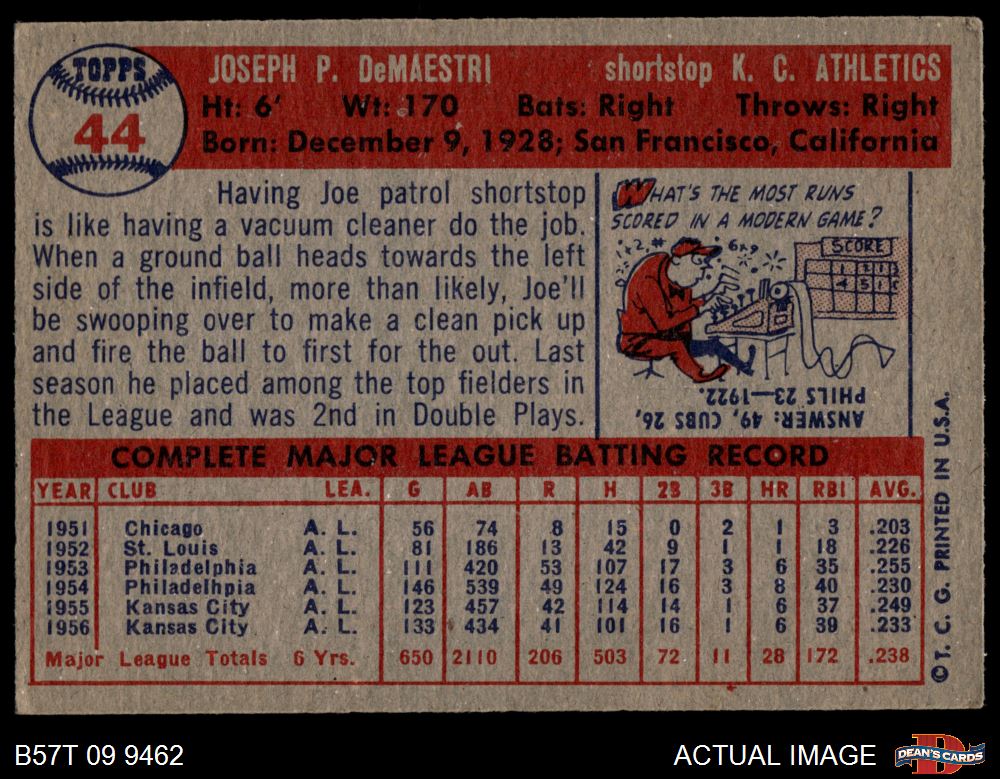 TOPPS
44
JOSEPH P. DeMAESTRI shortstop K. C. ATHLETICS
Ht: 6' Wt: 170 Bats: Right Throws: Right
Born: December 9, 1928; San Francisco, California
Having Joe patrol shortstop
is like having a vacuum cleaner do the job.
When a ground ball heads towards the left
side of the infield, more than likely, Joe'll
be swooping over to make a clean pick up
and fire the ball to first for the out. Last
season he placed among the top fielders in
the League and was 2nd in Double Plays.
WHAT'S THE MOST RUNS
SCORED IN A MODERN GAME?
SCORE
ANSWER: 49, CUBS 26,
PHILS 23—1922.
COMPLETE MAJOR LEAGUE BATTING RECORD
YEAR CLUB LEA. G AB R H 2B 3B HR RBI AVG.
1951 Chicago A. L. 56 74 8 15 0 2 1 3 .203
1952 St. Louis A. L. 81 186 13 42 9 1 1 18 .226
1953 Philadelphia A. L. 111 420 53 107 17 3 6 35 .255
1954 Philadelhpia A. L. 146 539 49 124 16 3 8 40 .230
1955 Kansas City A. L. 123 457 42 114 14 1 6 37 .249
1956 Kansas City A. L. 133 434 41 101 16 1 6 39 .233
Major League Totals 6 Yrs. 650 2110 206 503 72 11 28 172 .238
© T. C. G. PRINTED IN U.S.A.
B57T 09 9462 ACTUAL IMAGE
DEAN'S CARDS